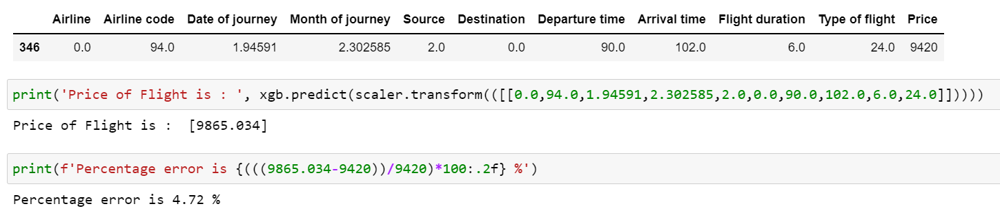 Airline Airline code Date of journey Month of journey Source Destination Departure time Arrival time Flight duration Type of flight Price
346 0.0 94.0 1.94591 2.302585 2.0 0.0 90.0 102.0 6.0 24.0 9420
print('Price of Flight is : ', xgb.predict(scaler.transform(([[0.0,94.0,1.94591,2.302585,2.0,0.0,90.0,102.0,6.0,24.0]]))))
Price of Flight is :  [9865.034]
print(f'Percentage error is {(((9865.034-9420))/9420)*100:.2f} %')
Percentage error is 4.72 %